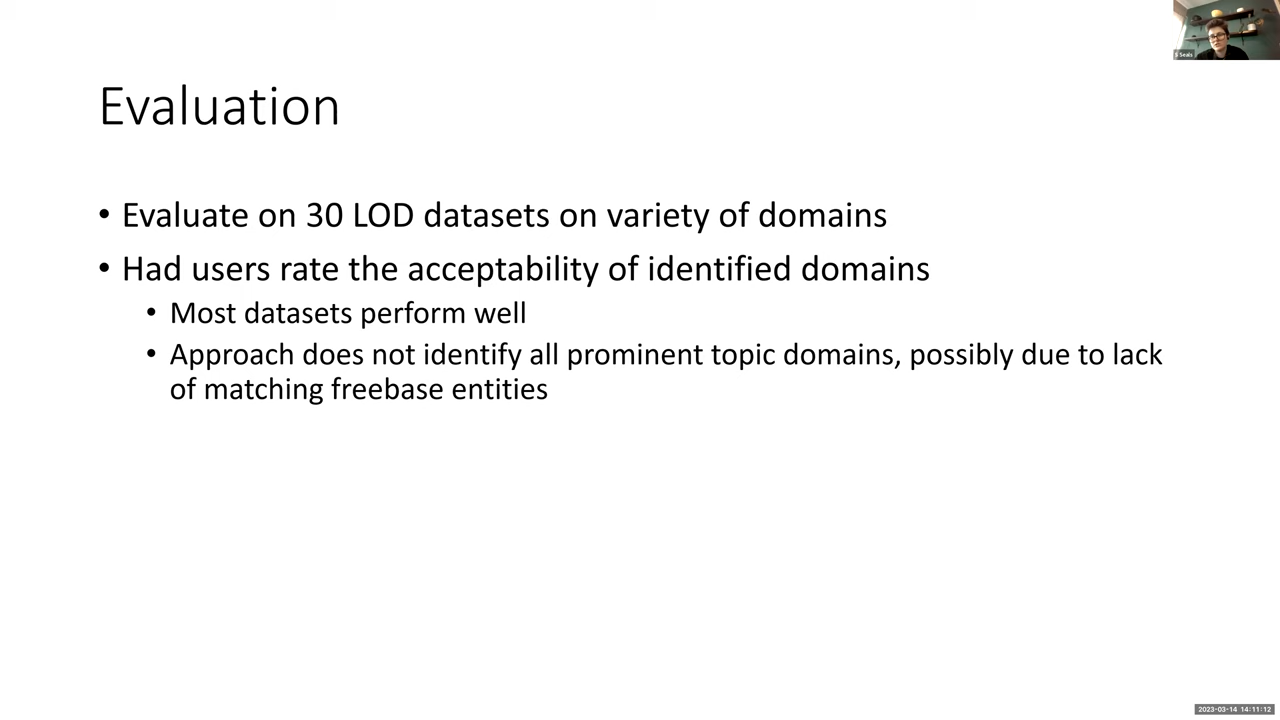 S Seals
Evaluation
• Evaluate on 30 LOD datasets on variety of domains
• Had users rate the acceptability of identified domains
• Most datasets perform well
• Approach does not identify all prominent topic domains, possibly due to lack
of matching freebase entities
2023-03-14 14:11:12